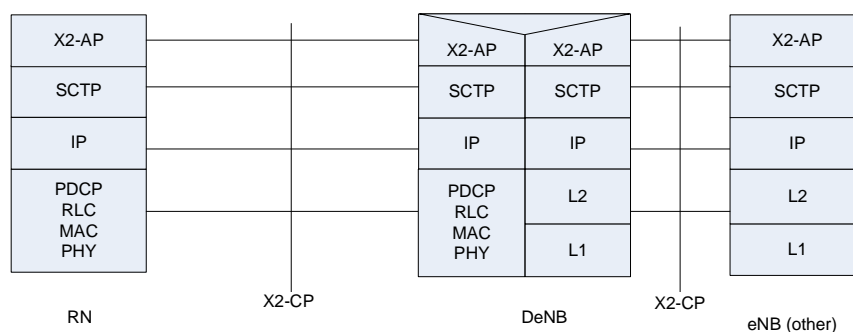 X2-AP
SCTP
IP
PDCP
RLC
MAC
PHY
RN
X2-CP
X2-AP X2-AP
SCTP SCTP
IP IP
PDCP
RLC
MAC
PHY
L2
L1
DeNB
X2-CP
X2-AP
SCTP
IP
L2
L1
eNB (other)